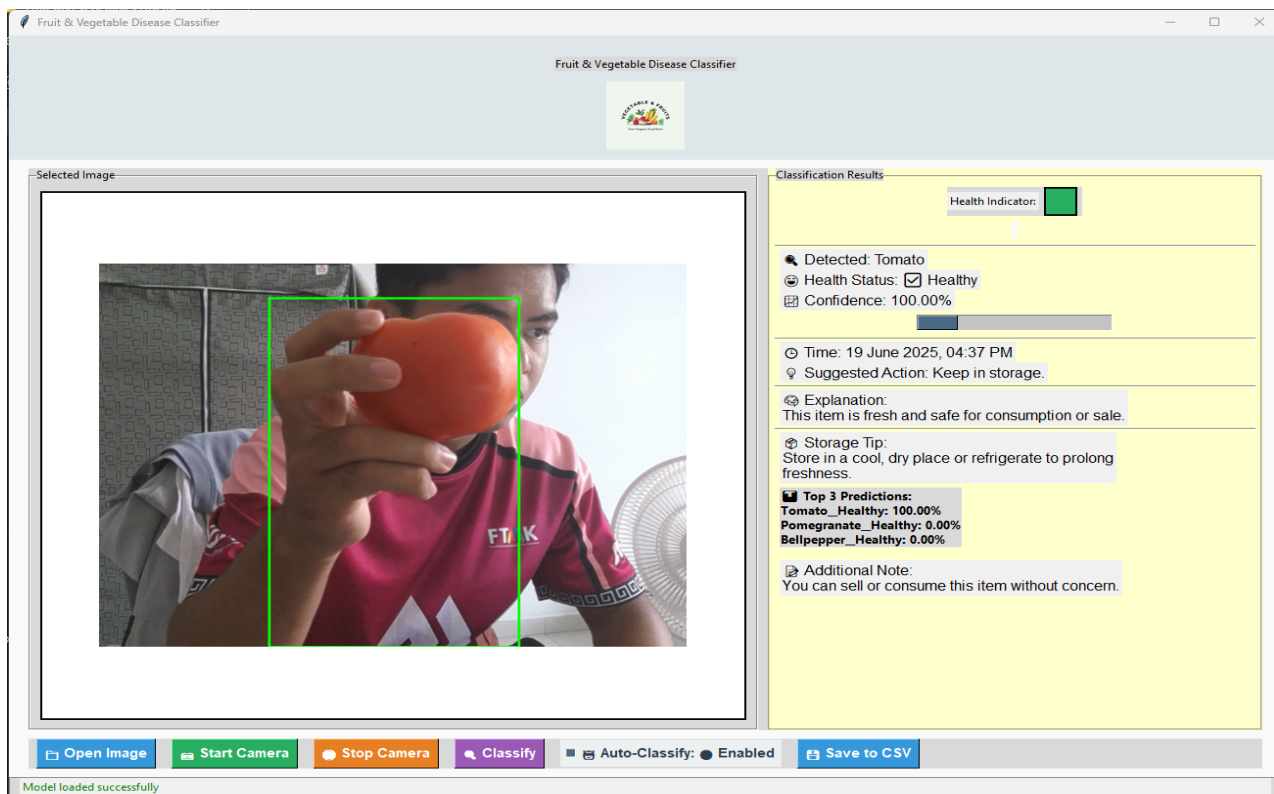 Fruit & Vegetable Disease Classifier
Fruit & Vegetable Disease Classifier
VEGETABLE & FRUITS
Selected Image
FTMK
Classification Results
Health Indicator:
Detected: Tomato
Health Status: Healthy
Confidence: 100.00%
Time: 19 June 2025, 04:37 PM
Suggested Action: Keep in storage.
Explanation:
This item is fresh and safe for consumption or sale.
Storage Tip:
Store in a cool, dry place or refrigerate to prolong
freshness.
Top 3 Predictions:
Tomato__Healthy: 100.00%
Pomegranate__Healthy: 0.00%
Bellpepper__Healthy: 0.00%
Additional Note:
You can sell or consume this item without concern.
Open Image
Start Camera
Stop Camera
Classify
Auto-Classify: Enabled
Save to CSV
Model loaded successfully